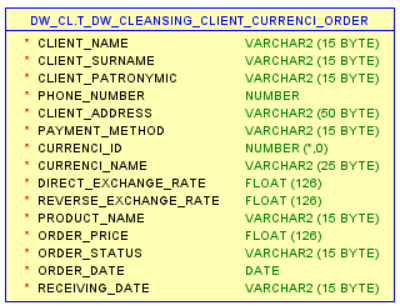 DW_CL.T_DW_CLEANSING_CLIENT_CURRENCI_ORDER
* CLIENT_NAME VARCHAR2 (15 BYTE)
* CLIENT_SURNAME VARCHAR2 (15 BYTE)
* CLIENT_PATRONYMIC VARCHAR2 (15 BYTE)
* PHONE_NUMBER NUMBER
* CLIENT_ADDRESS VARCHAR2 (50 BYTE)
* PAYMENT_METHOD VARCHAR2 (15 BYTE)
* CURRENCI_ID NUMBER (*,0)
* CURRENCI_NAME VARCHAR2 (25 BYTE)
* DIRECT_EXCHANGE_RATE FLOAT (126)
* REVERSE_EXCHANGE_RATE FLOAT (126)
* PRODUCT_NAME VARCHAR2 (15 BYTE)
* ORDER_PRICE FLOAT (126)
* ORDER_STATUS VARCHAR2 (15 BYTE)
* ORDER_DATE DATE
* RECEIVING_DATE VARCHAR2 (15 BYTE)